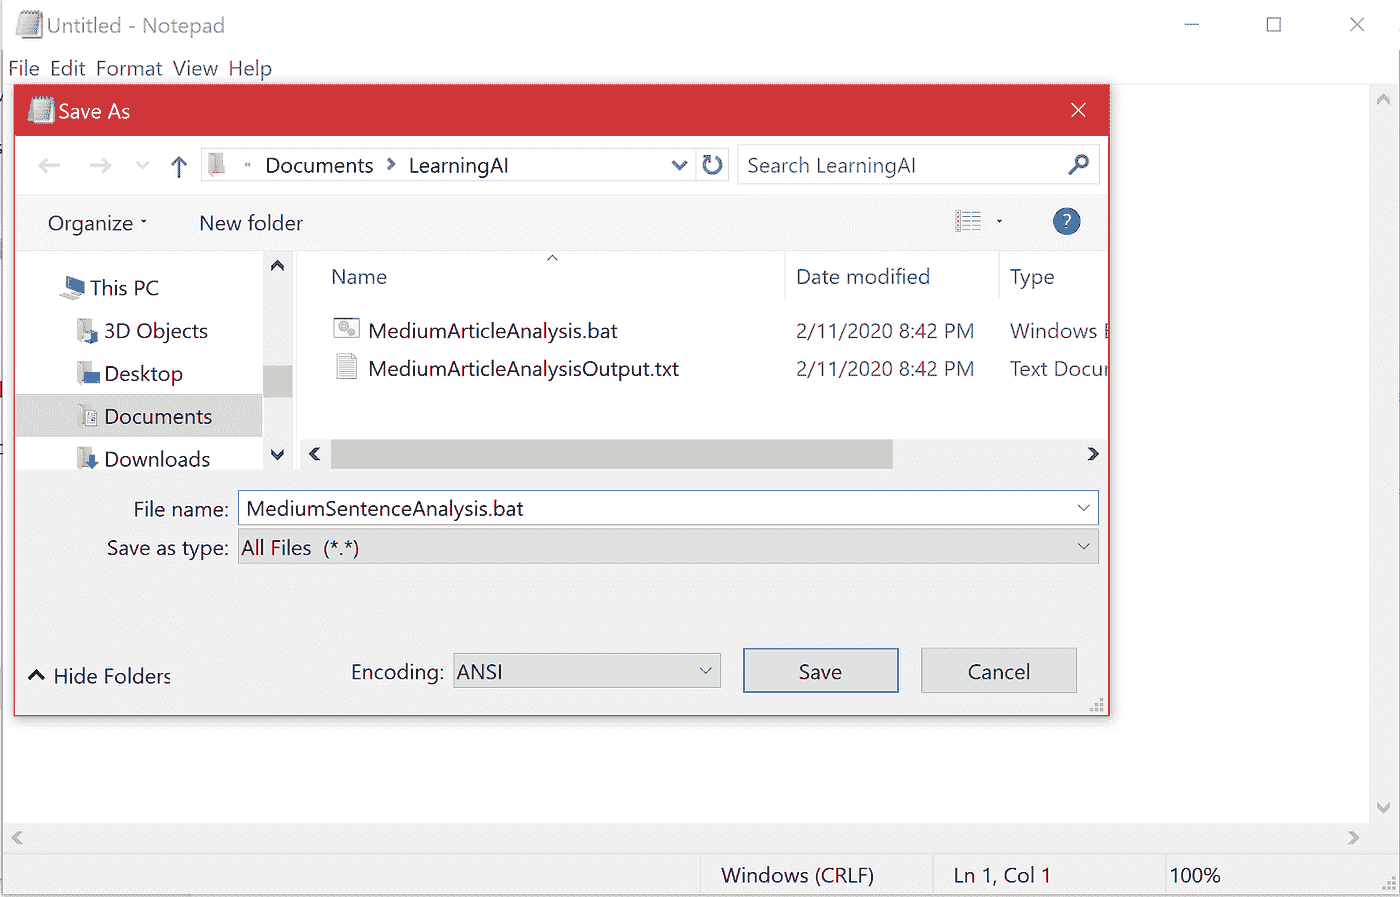 Untitled - Notepad
File Edit Format View Help
Save As
« Documents > LearningAI
Search LearningAI
Organize
New folder
?
Name
Date modified
Type
This PC
3D Objects
Desktop
Documents
Downloads
MediumArticleAnalysis.bat 2/11/2020 8:42 PM Windows
MediumArticleAnalysisOutput.txt 2/11/2020 8:42 PM Text Docu
File name: MediumSentenceAnalysis.bat
Save as type: All Files (*.*)
Hide Folders
Encoding: ANSI
Save
Cancel
Windows (CRLF)
Ln 1, Col 1
100%